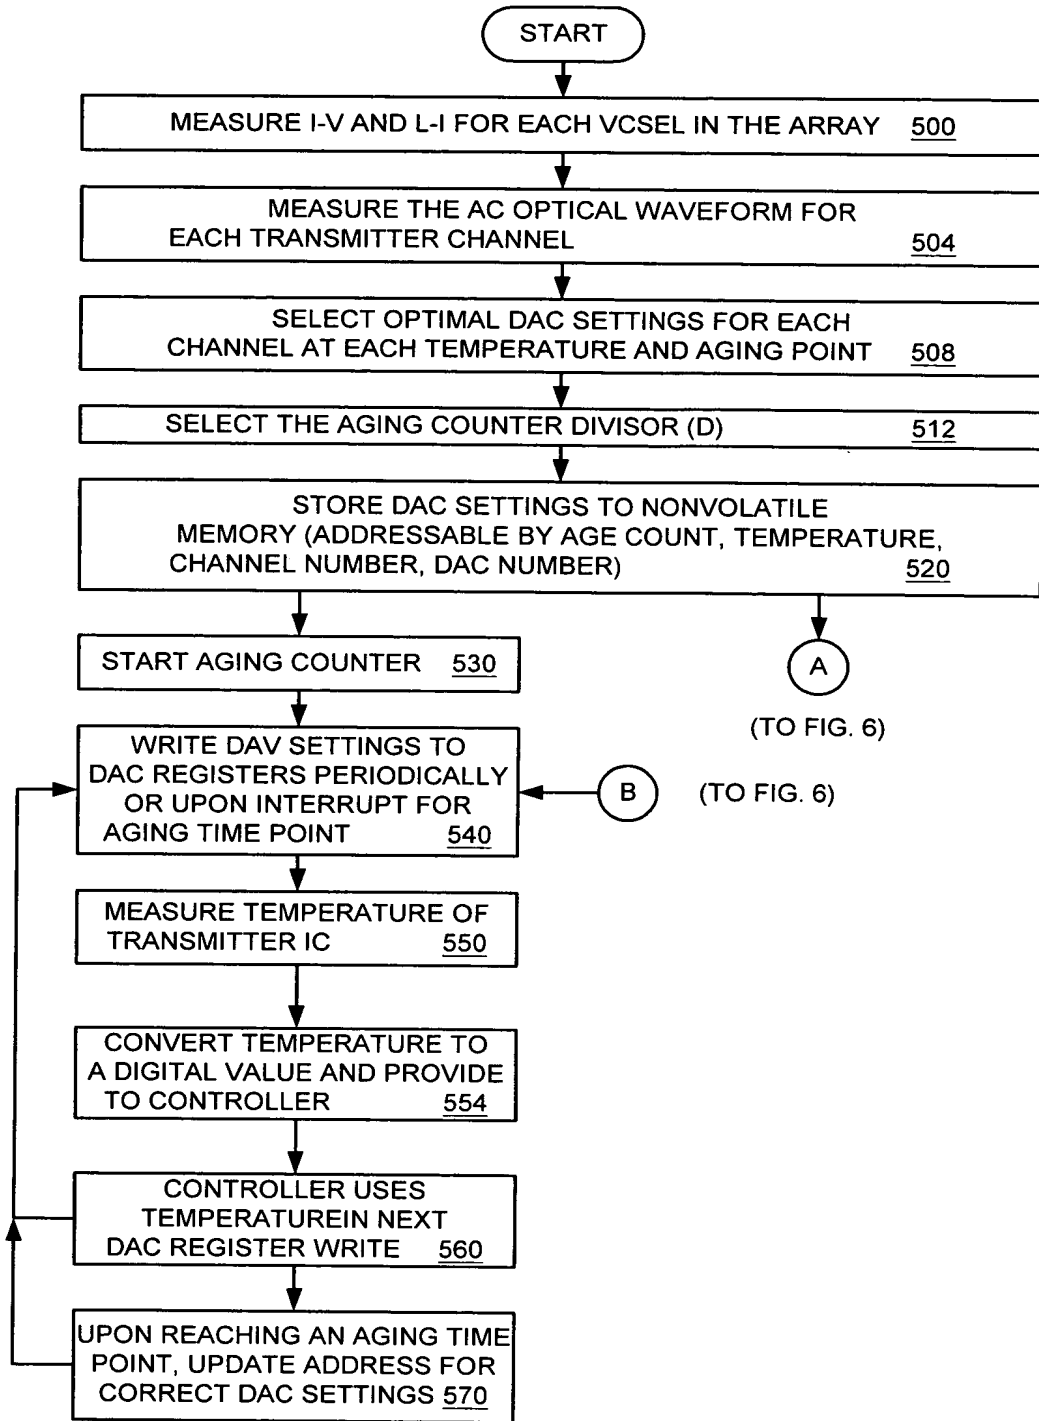 START
MEASURE I-V AND L-I FOR EACH VCSEL IN THE ARRAY 500
MEASURE THE AC OPTICAL WAVEFORM FOR
EACH TRANSMITTER CHANNEL 504
SELECT OPTIMAL DAC SETTINGS FOR EACH
CHANNEL AT EACH TEMPERATURE AND AGING POINT 508
SELECT THE AGING COUNTER DIVISOR (D) 512
STORE DAC SETTINGS TO NONVOLATILE
MEMORY (ADDRESSABLE BY AGE COUNT, TEMPERATURE,
CHANNEL NUMBER, DAC NUMBER) 520
START AGING COUNTER 530
A
(TO FIG. 6)
WRITE DAV SETTINGS TO
DAC REGISTERS PERIODICALLY
OR UPON INTERRUPT FOR
AGING TIME POINT 540
B (TO FIG. 6)
MEASURE TEMPERATURE OF
TRANSMITTER IC 550
CONVERT TEMPERATURE TO
A DIGITAL VALUE AND PROVIDE
TO CONTROLLER 554
CONTROLLER USES
TEMPERATUREIN NEXT
DAC REGISTER WRITE 560
UPON REACHING AN AGING TIME
POINT, UPDATE ADDRESS FOR
CORRECT DAC SETTINGS 570